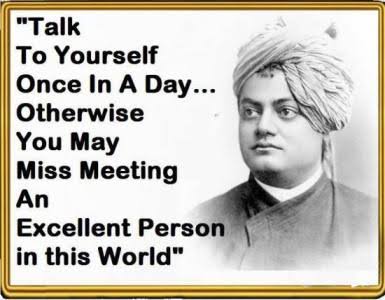 "Talk
To Yourself
Once In A Day...
Otherwise
You May
Miss Meeting
An
Excellent Person
in this World"